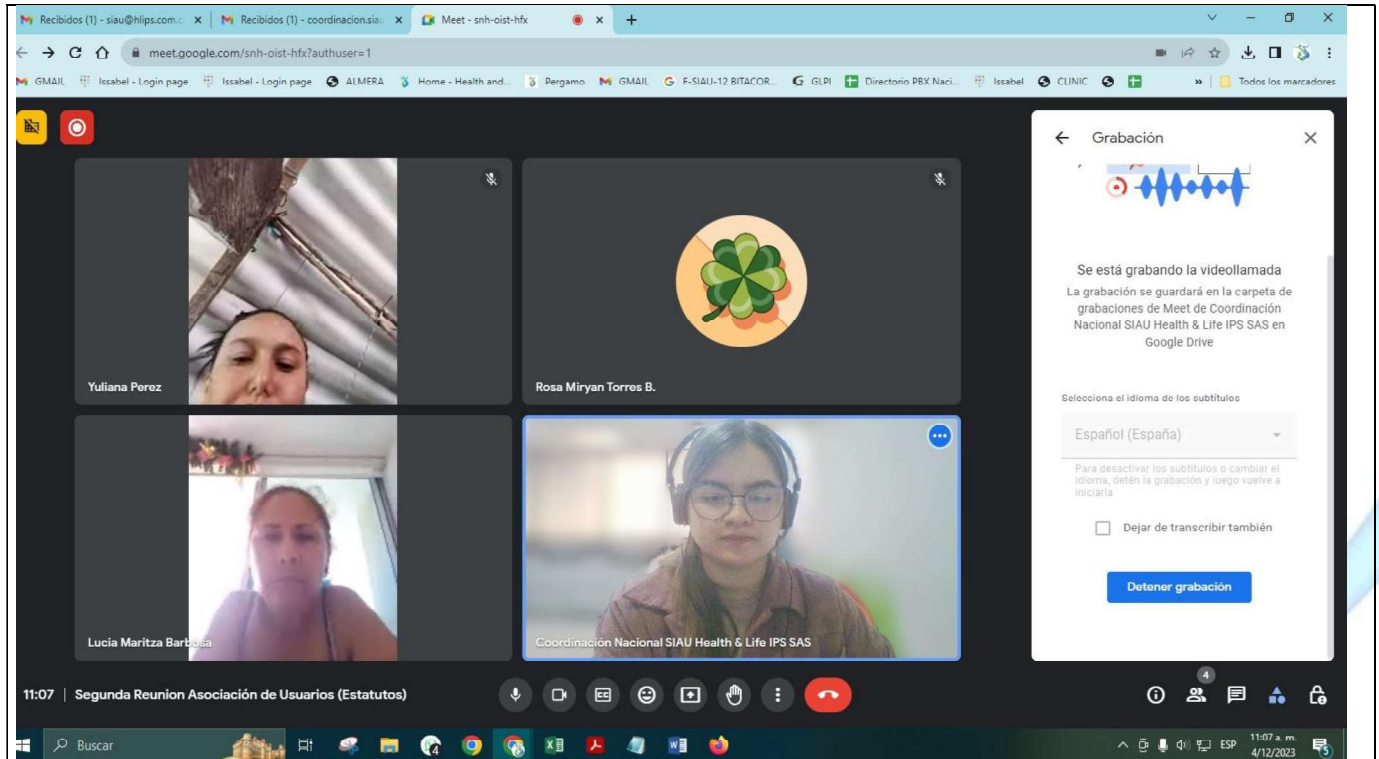 Recibidos (1) - siau@hlips.com.c
Recibidos (1) - coordinacion.siau
Meet - snh-oist-hfx
meet.google.com/snh-oist-hfx?authuser=1
GMAIL
Issabel - Login page
Issabel - Login page
ALMERA
Home - Health and...
Pergamo
GMAIL
F-SIAU-12 BITACOR...
GLPI
Directorio PBX Naci...
Issabel
CLINIC
»
Todos los marcadores
Grabación
Se está grabando la videollamada
La grabación se guardará en la carpeta de
grabaciones de Meet de Coordinación
Nacional SIAU Health & Life IPS SAS en
Google Drive
Selecciona el idioma de los subtítulos
Español (España)
Para desactivar los subtítulos o cambiar el
idioma, detén la grabación y luego vuelve a
iniciarla
Dejar de transcribir también
Detener grabación
Yuliana Perez
Rosa Miryan Torres B.
Lucia Maritza Barbosa
Coordinación Nacional SIAU Health & Life IPS SAS
11:07 | Segunda Reunion Asociación de Usuarios (Estatutos)
4
Buscar
ESP
11:07 a. m.
4/12/2023
5